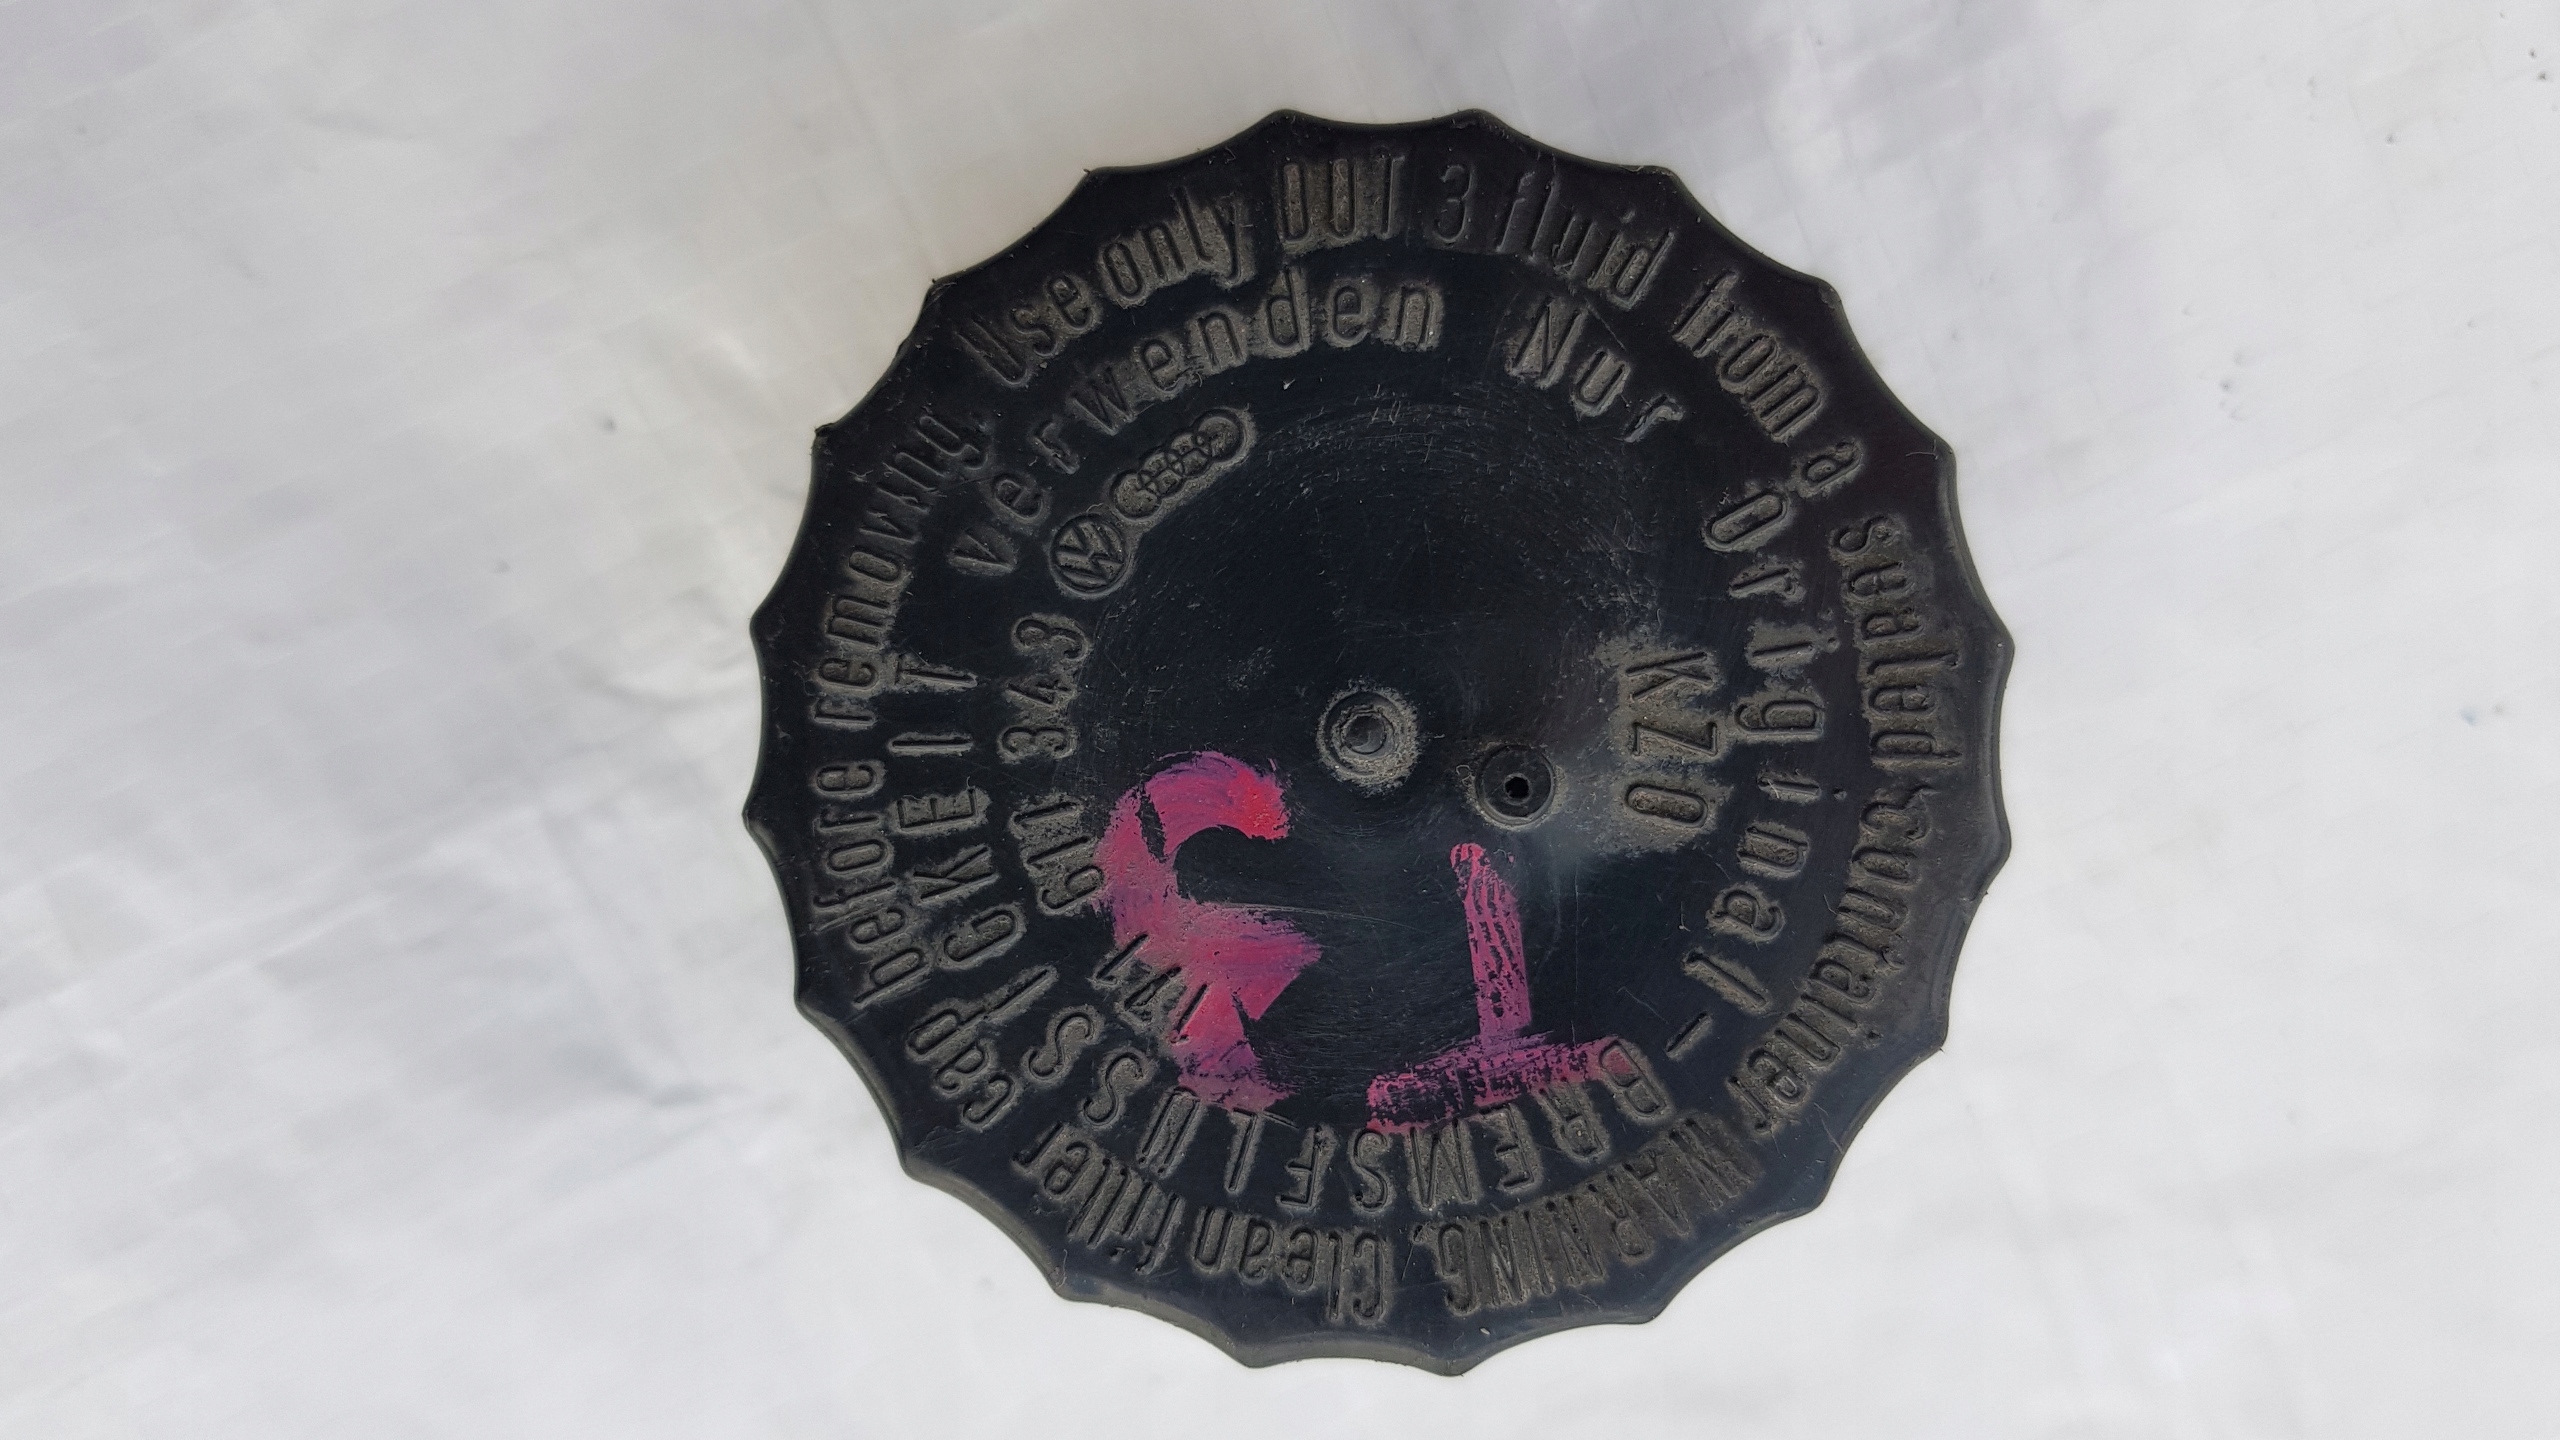 WARNING. Clean filler cap before removing. Use only DOT 3 fluid from a sealed container
Nur Original- BREMSFLÜSSIGKEIT verwenden
171 611 343
KZO